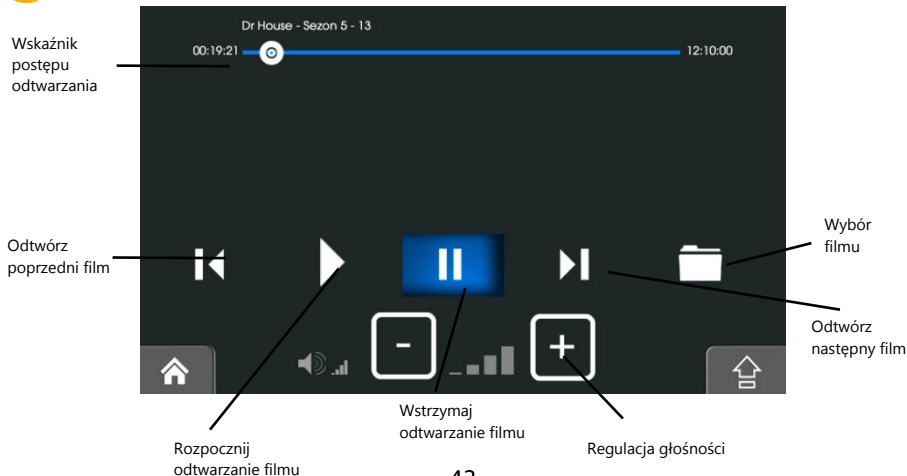 Dr House - Sezon 5 - 13
Wskaźnik
postępu
odtwarzania
00:19:21
12:10:00
Odtwórz
poprzedni film
Wybór
filmu
Odtwórz
następny film
-
+
Wstrzymaj
odtwarzanie filmu
Rozpocznij
odtwarzanie filmu
Regulacja głośności